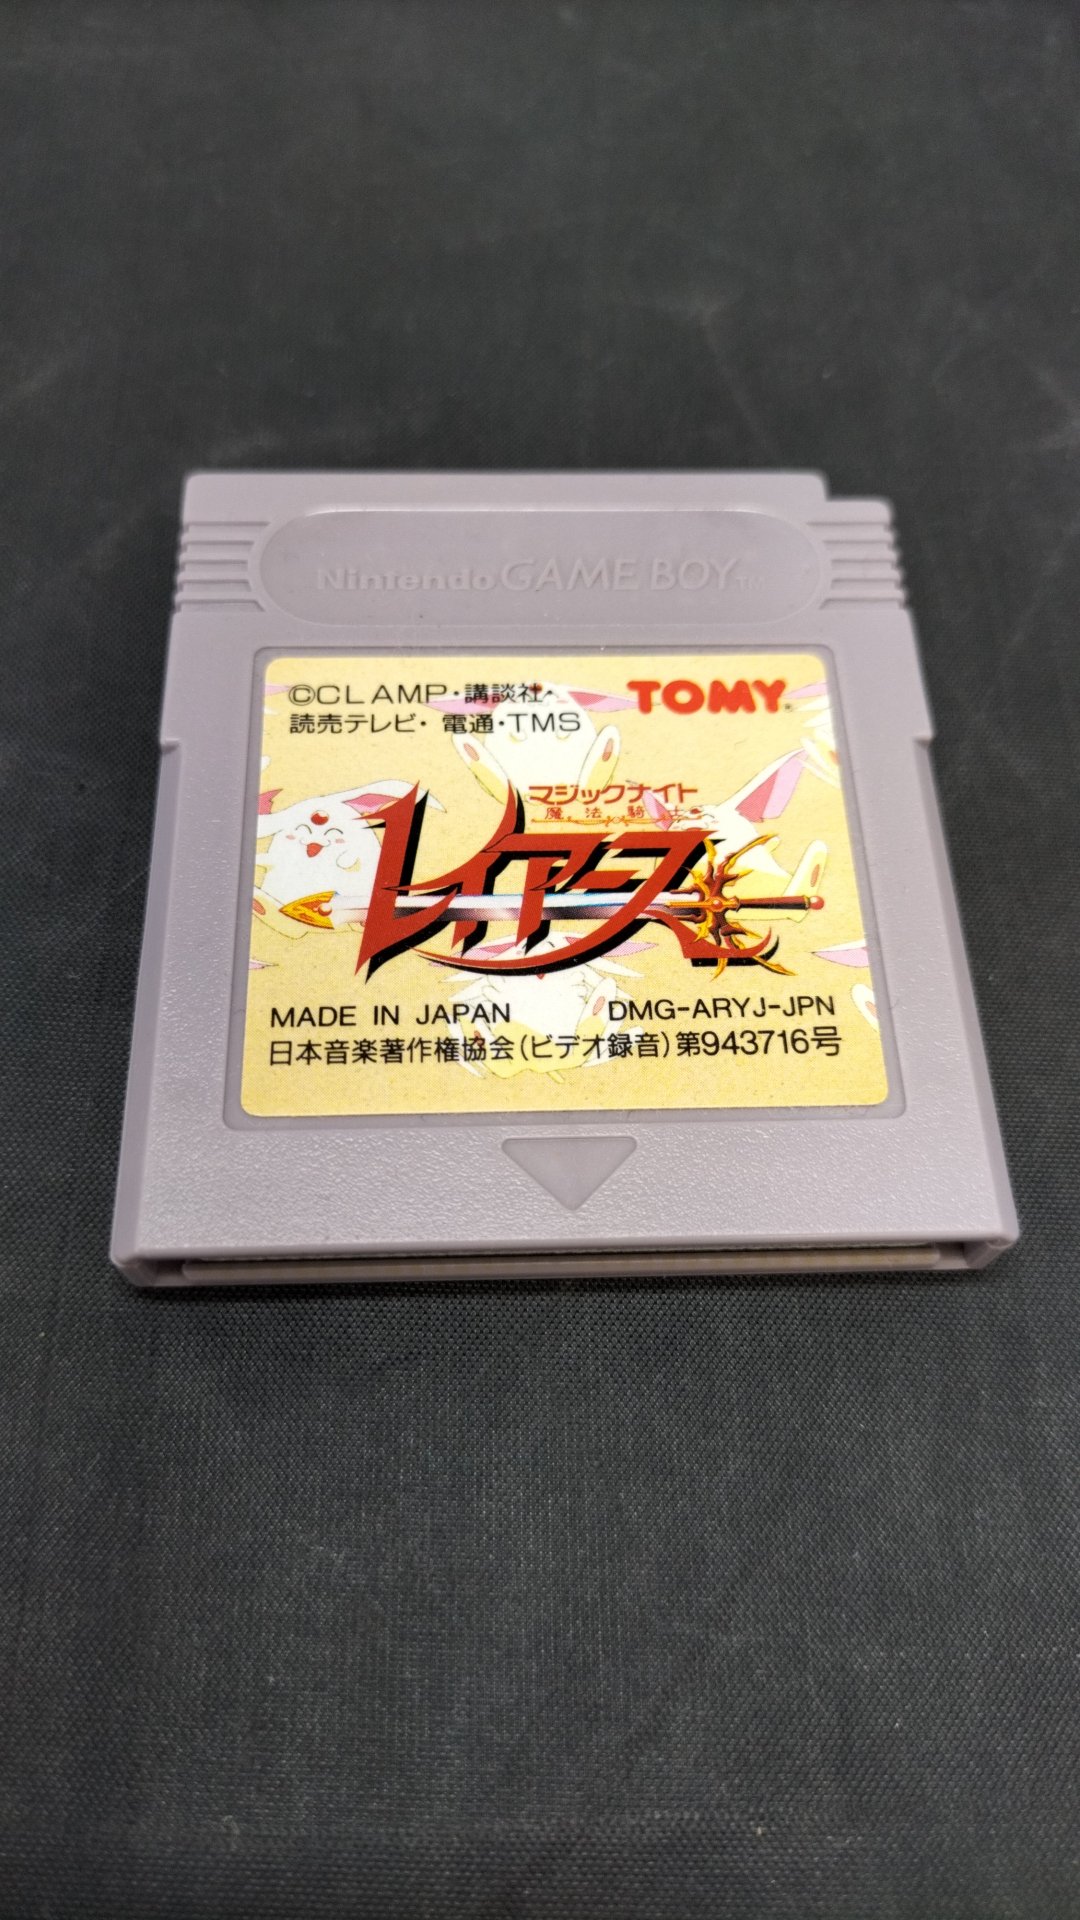 Nintendo GAME BOY™
©CLAMP・講談社・
読売テレビ・電通・TMS
TOMY®
マジックナイト
魔法騎士
レイアース
MADE IN JAPAN
DMG-ARYJ-JPN
日本音楽著作権協会(ビデオ録音)第943716号